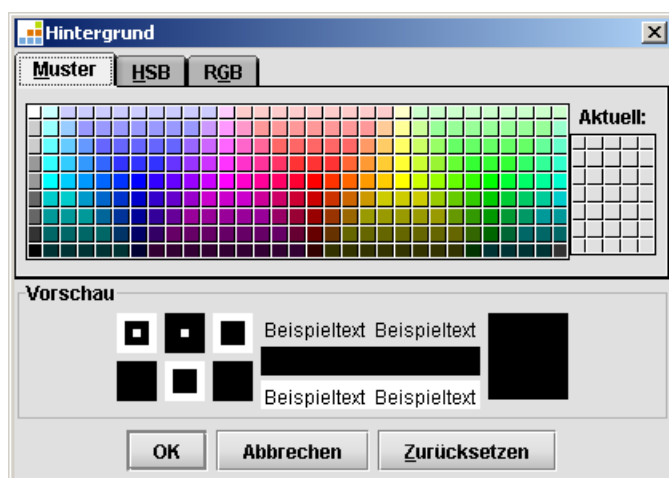 Hintergrund
Muster HSB RGB
Aktuell:
Vorschau
Beispieltext Beispieltext
Beispieltext Beispieltext
OK Abbrechen Zurücksetzen